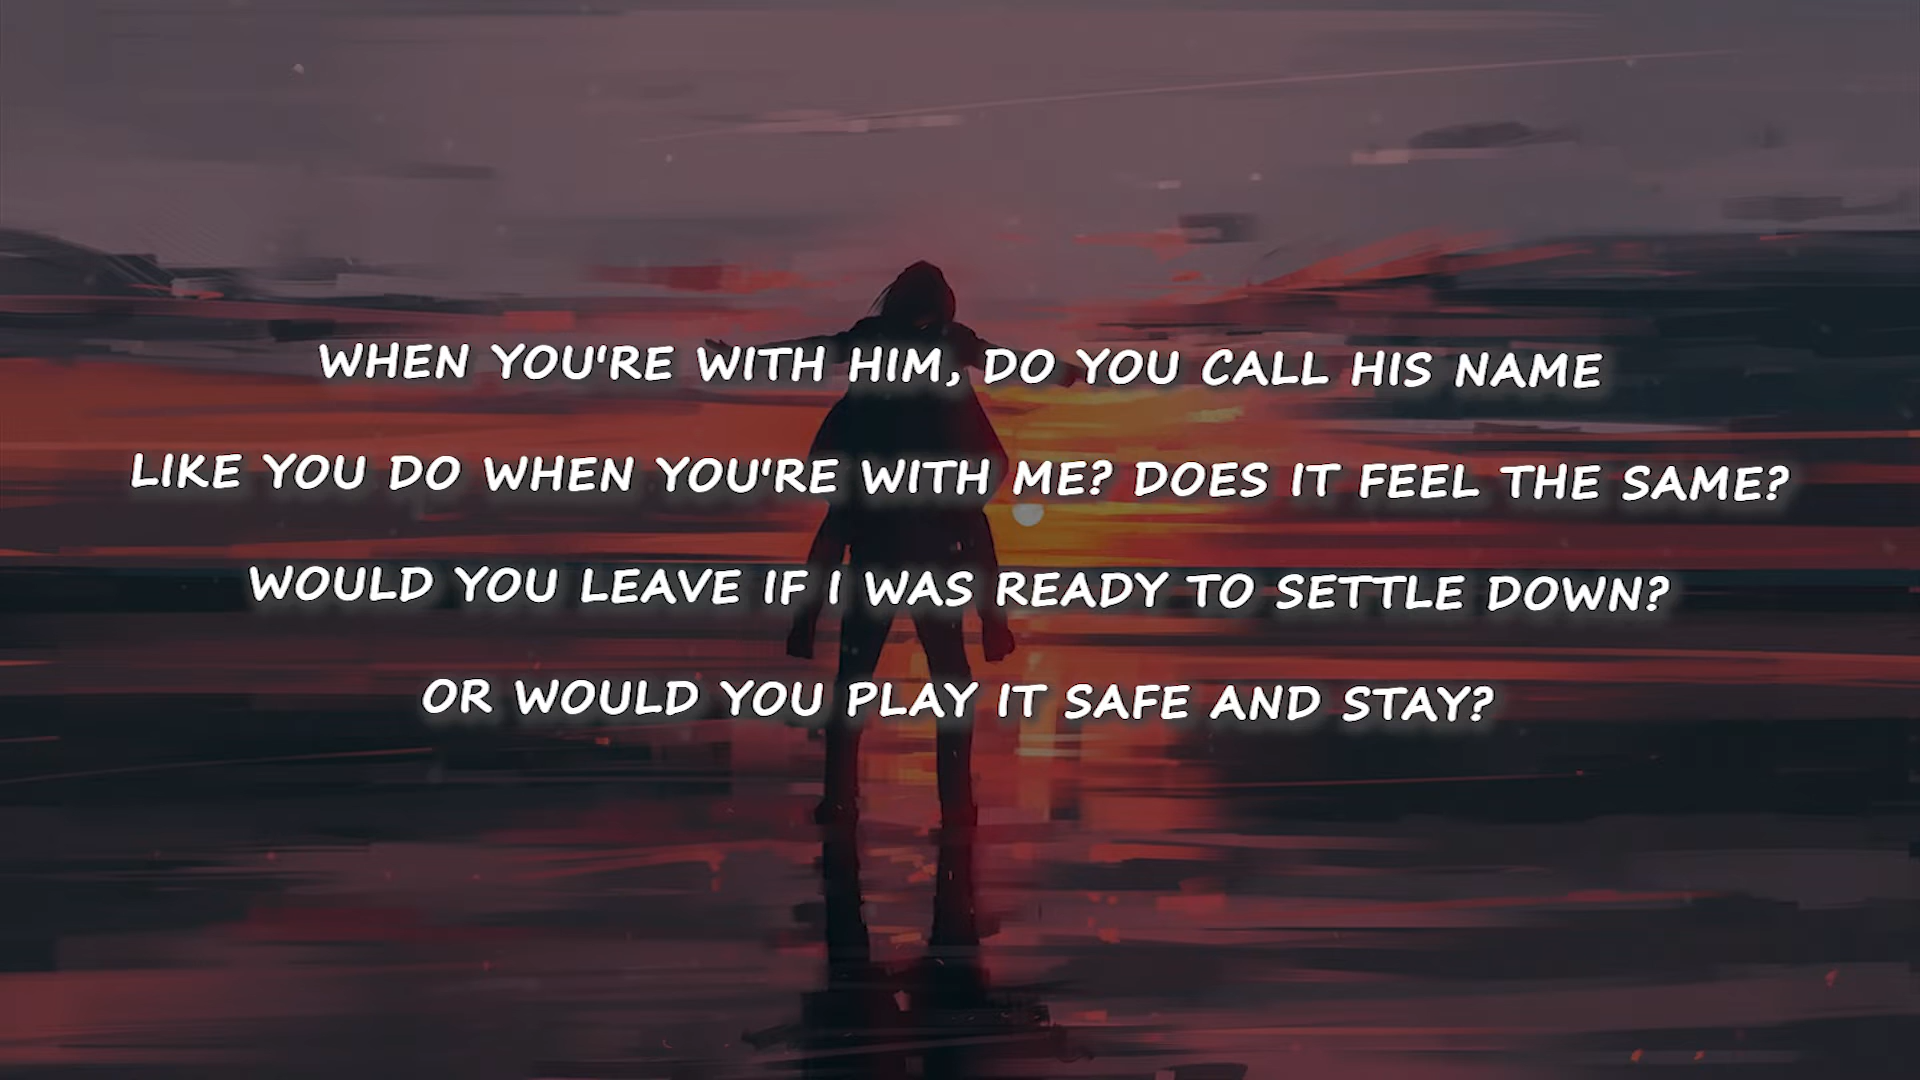 WHEN YOU'RE WITH HIM, DO YOU CALL HIS NAME
LIKE YOU DO WHEN YOU'RE WITH ME? DOES IT FEEL THE SAME?
WOULD YOU LEAVE IF I WAS READY TO SETTLE DOWN?
OR WOULD YOU PLAY IT SAFE AND STAY?